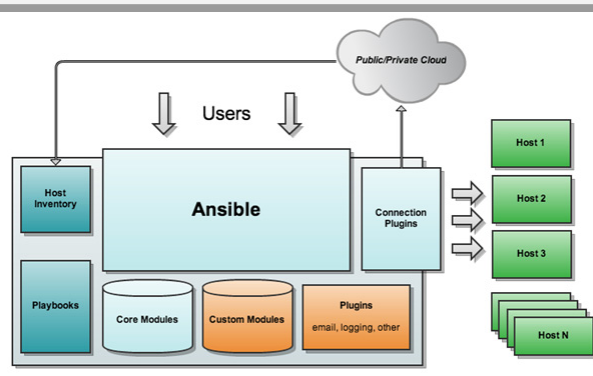 Public/Private Cloud
Users
Host 1
Host
Inventory
Ansible
Connection
Plugins
Host 2
Host 3
Playbooks
Core Modules
Custom Modules
Plugins
email, logging, other
Host N